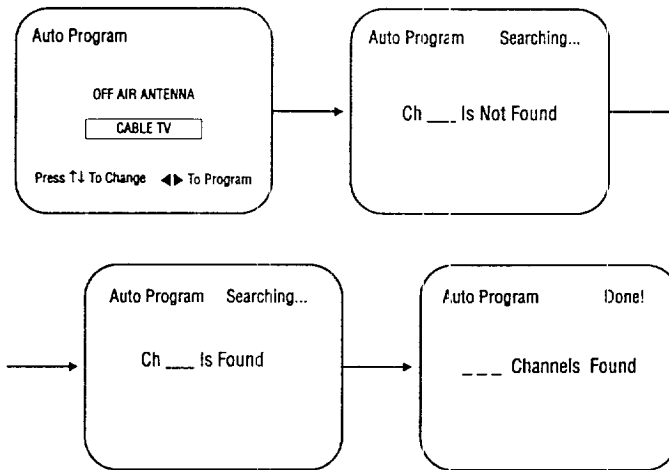 Auto Program
OFF AIR ANTENNA
CABLE TV
Press ↑↓ To Change ◀▶ To Program
Auto Program Searching...
Ch ___ Is Not Found
Auto Program Searching...
Ch ___ Is Found
Auto Program Done!
_ _ _ Channels Found